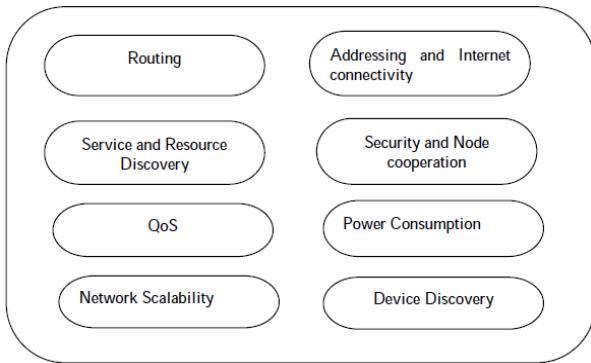 Routing
Addressing and Internet
connectivity
Service and Resource
Discovery
Security and Node
cooperation
QoS
Power Consumption
Network Scalability
Device Discovery